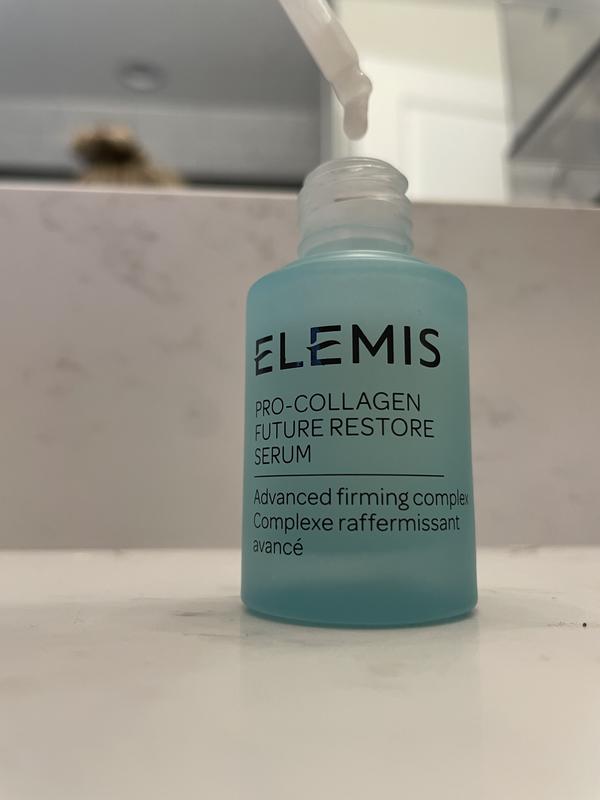 ELEMIS
PRO-COLLAGEN
FUTURE RESTORE
SERUM
Advanced firming complex
Complexe raffermissant
avancé